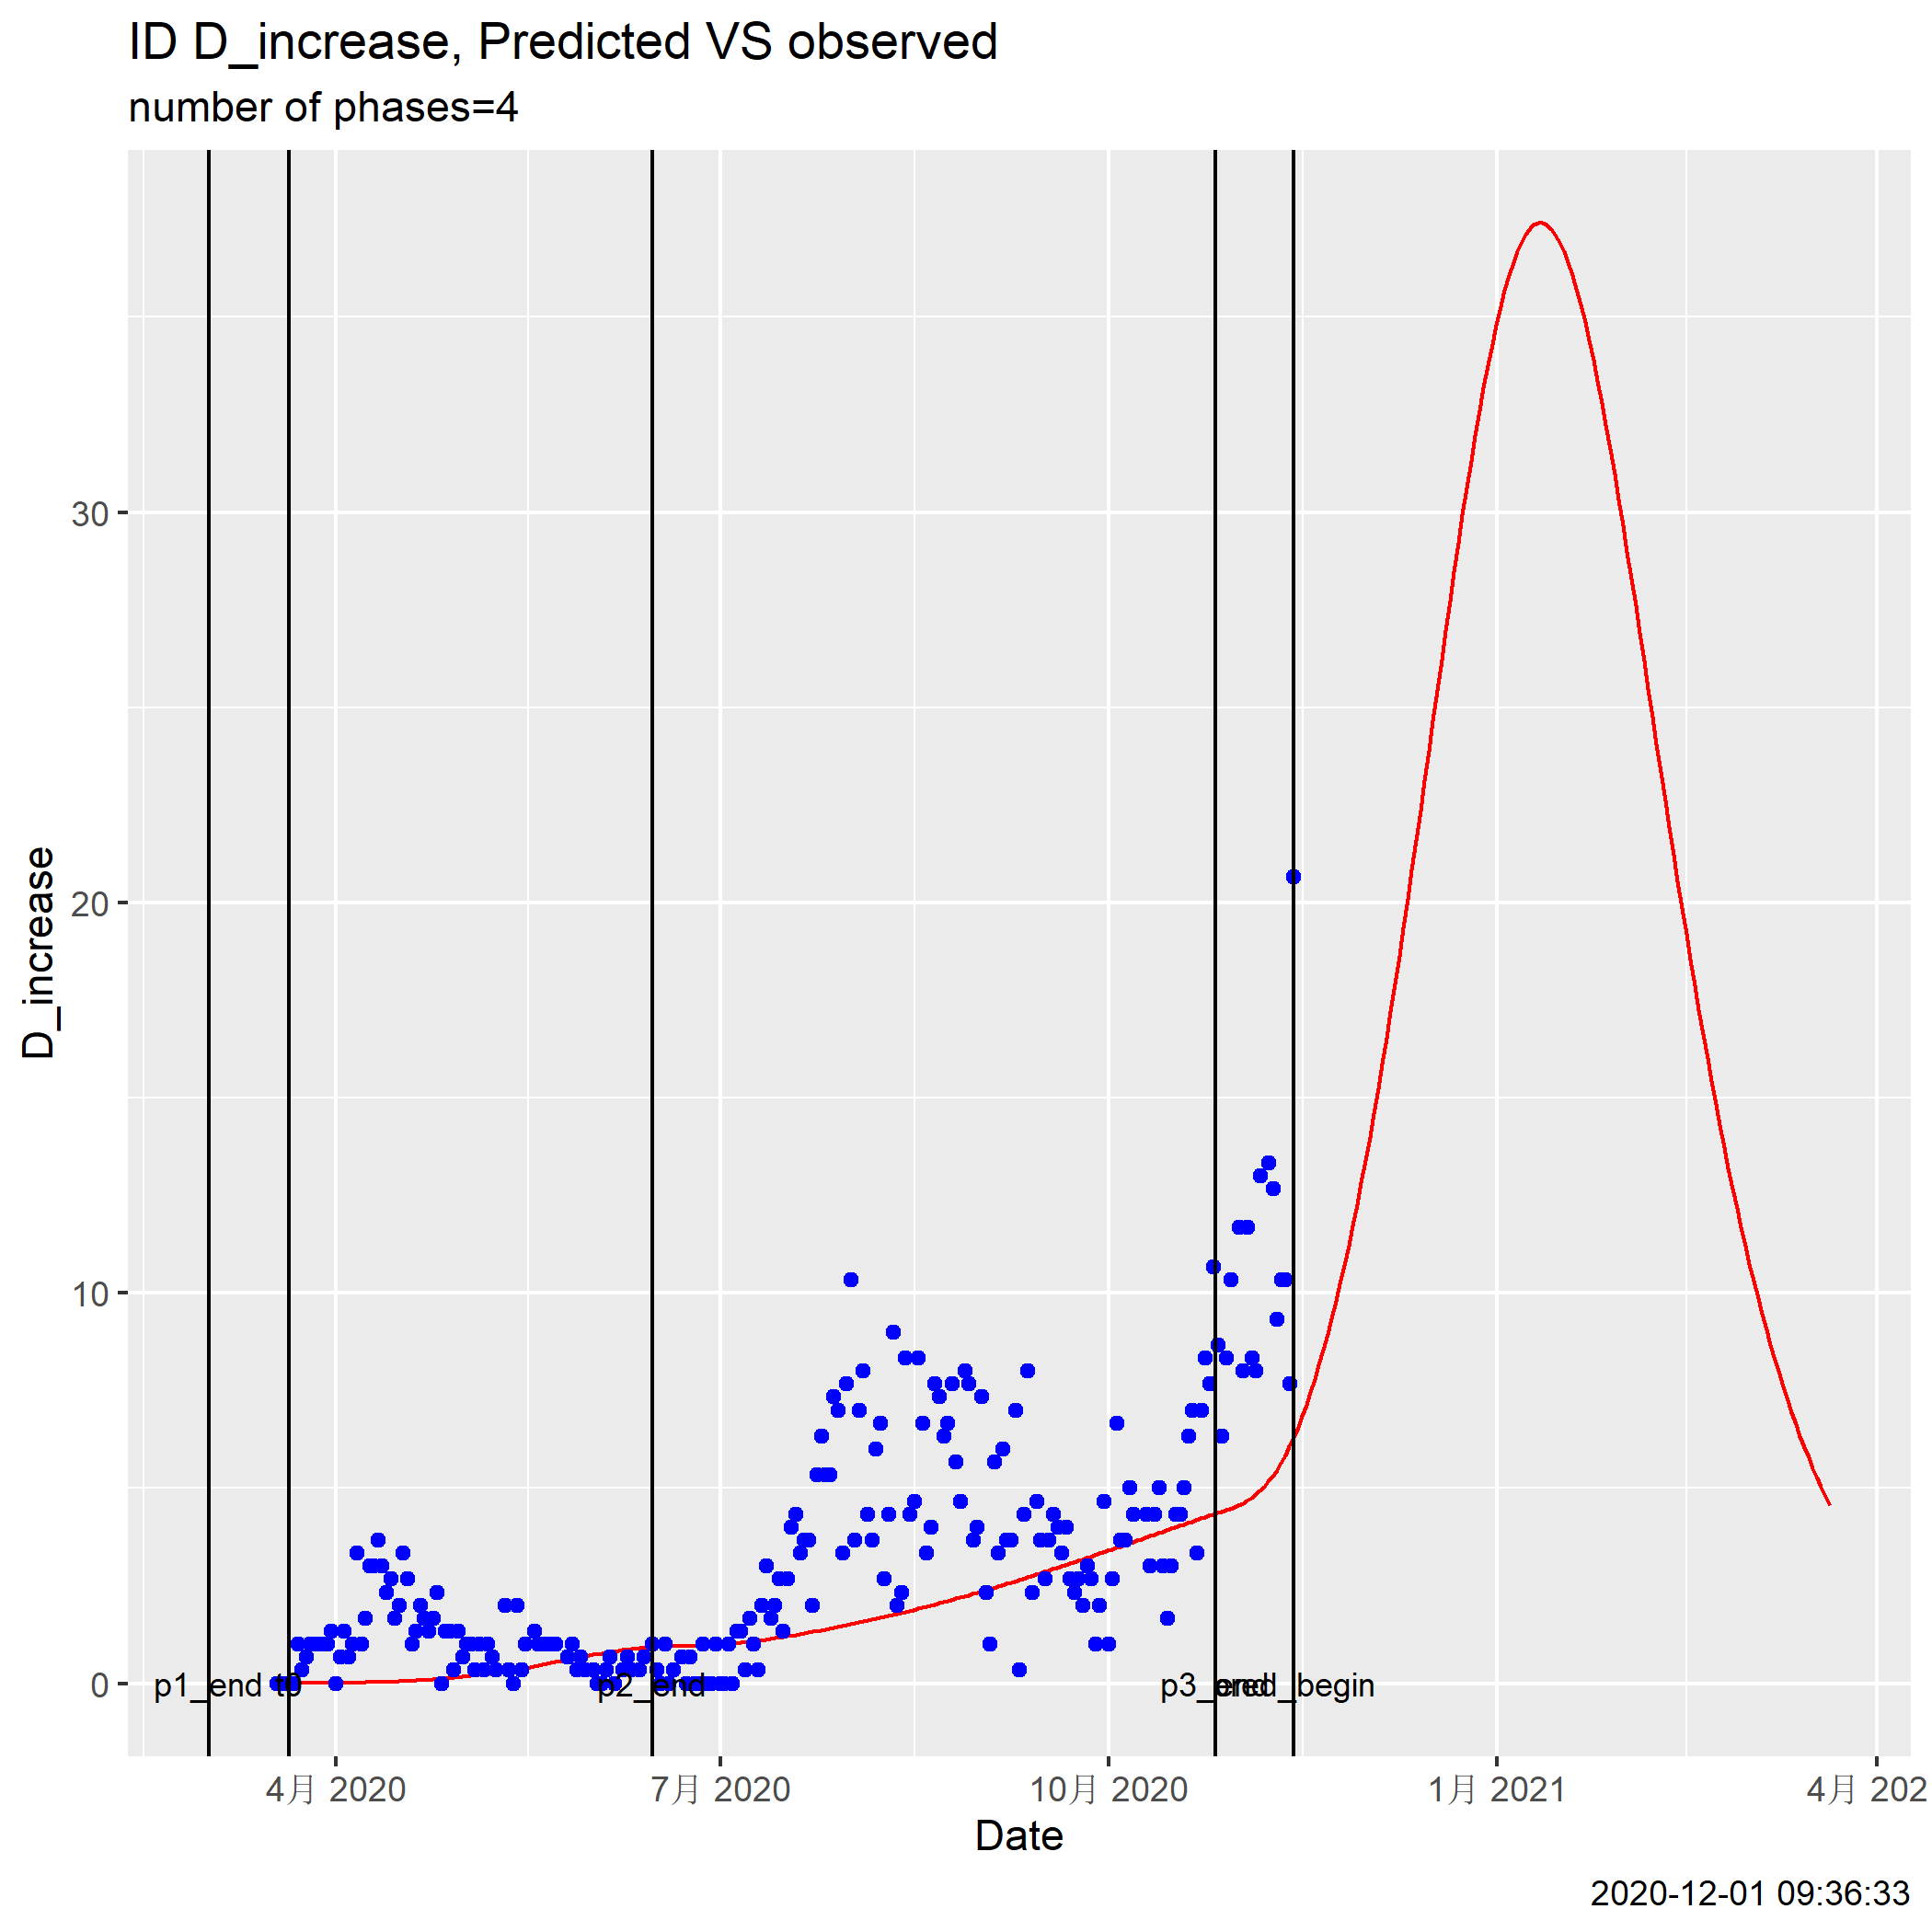 ID D_increase, Predicted VS observed
number of phases=4
D_increase
30
20
10
0
p1_end t0
p2_end
p3_end
pred_begin
4月 2020
7月 2020
10月 2020
1月 2021
4月 202
Date
2020-12-01 09:36:33